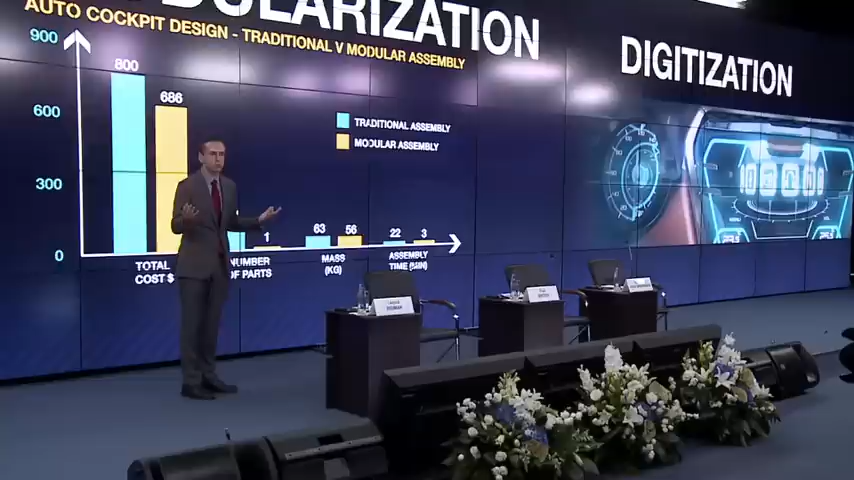 AUTO COCKPIT DESIGN - TRADITIONAL V MODULAR ASSEMBLY
900
600
300
0
800
686
1
63
56
22
3
TRADITIONAL ASSEMBLY
MODULAR ASSEMBLY
TOTAL
COST $
NUMBER
OF PARTS
MASS
(KG)
ASSEMBLY
TIME (MIN)
DIGITIZATION